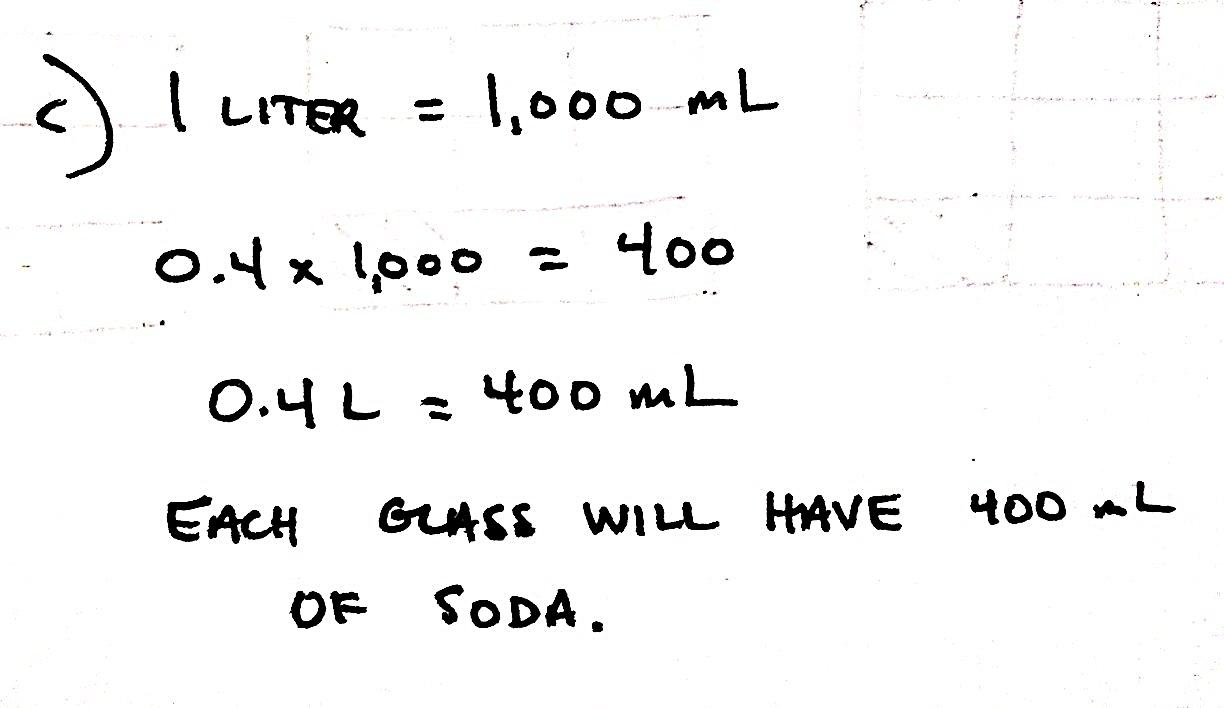 c) 1 LITER = 1,000 mL
0.4 x 1,000 = 400
0.4 L = 400 mL
EACH GLASS WILL HAVE 400 mL
OF SODA.